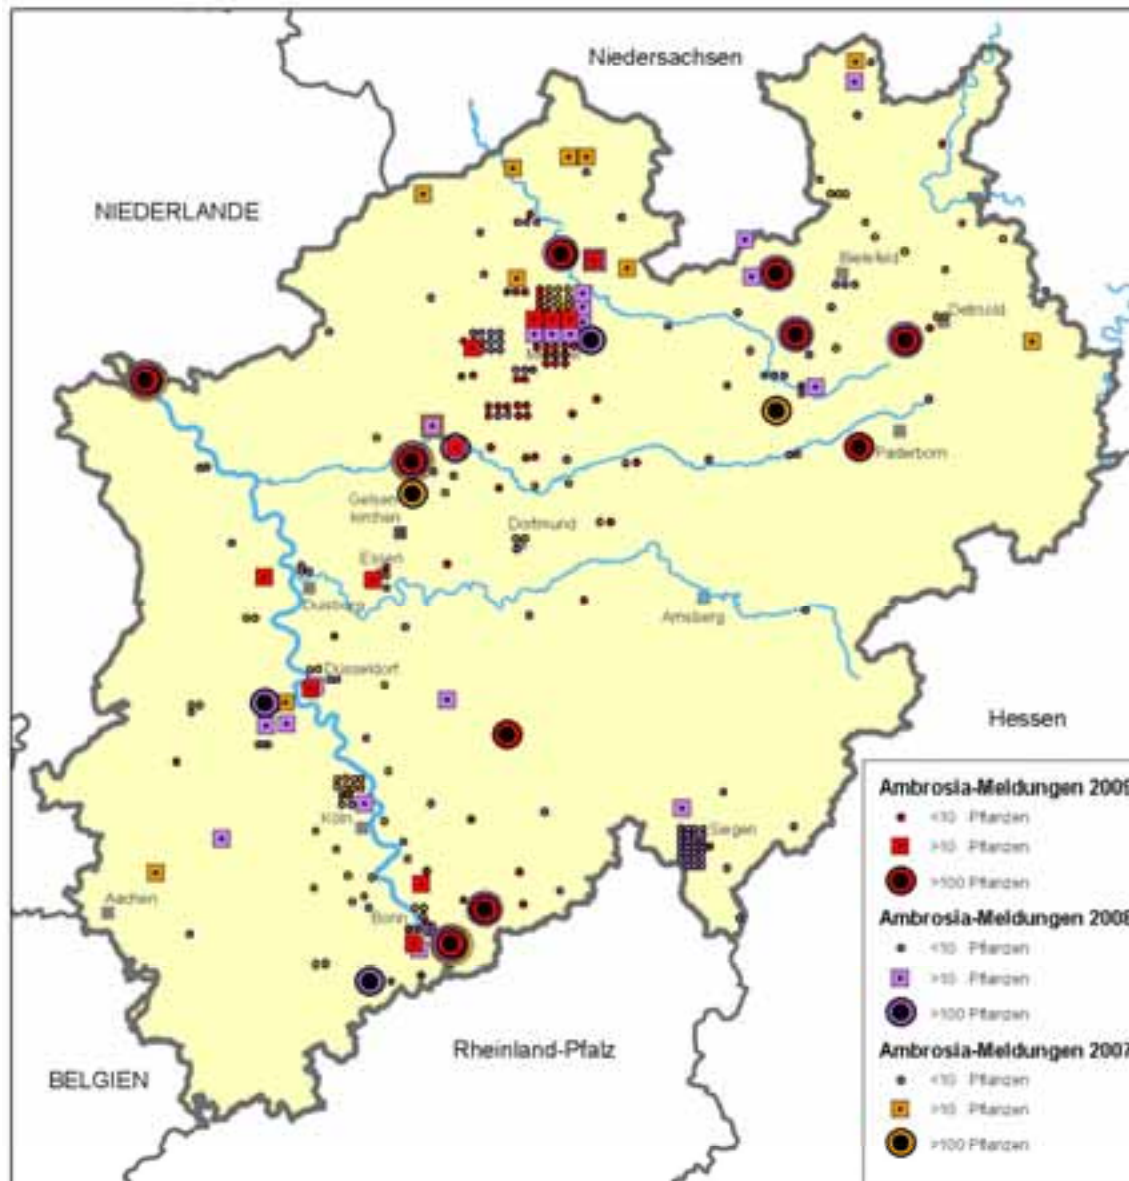 Niedersachsen
NIEDERLANDE
Bielefeld
Detmold
Paderborn
Gelsen
kirchen
Dortmund
Essen
Duisburg
Arnsberg
Düsseldorf
Hessen
Köln
Siegen
Aachen
Bonn
Rheinland-Pfalz
BELGIEN
Ambrosia-Meldungen 2009
<10 Pflanzen
>10 Pflanzen
>100 Pflanzen
Ambrosia-Meldungen 2008
<10 Pflanzen
>10 Pflanzen
>100 Pflanzen
Ambrosia-Meldungen 2007
<10 Pflanzen
>10 Pflanzen
>100 Pflanzen